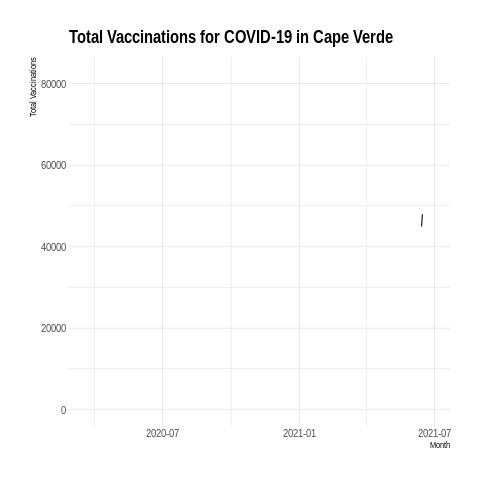 Total Vaccinations for COVID-19 in Cape Verde
Total Vaccinations
80000
60000
40000
20000
0
2020-07 2021-01 2021-07
Month